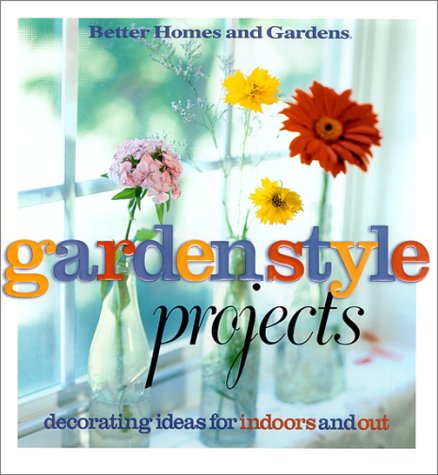 Better Homes and Gardens®
gardenstyle
projects
decorating ideas for indoors and out